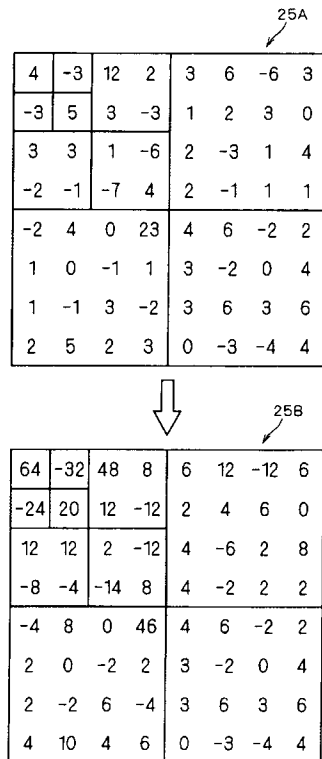 25A
4 -3 12 2 3 6 -6 3
-3 5 3 -3 1 2 3 0
3 3 1 -6 2 -3 1 4
-2 -1 -7 4 2 -1 1 1
-2 4 0 23 4 6 -2 2
1 0 -1 1 3 -2 0 4
1 -1 3 -2 3 6 3 6
2 5 2 3 0 -3 -4 4
25B
64 -32 48 8 6 12 -12 6
-24 20 12 -12 2 4 6 0
12 12 2 -12 4 -6 2 8
-8 -4 -14 8 4 -2 2 2
-4 8 0 46 4 6 -2 2
2 0 -2 2 3 -2 0 4
2 -2 6 -4 3 6 3 6
4 10 4 6 0 -3 -4 4